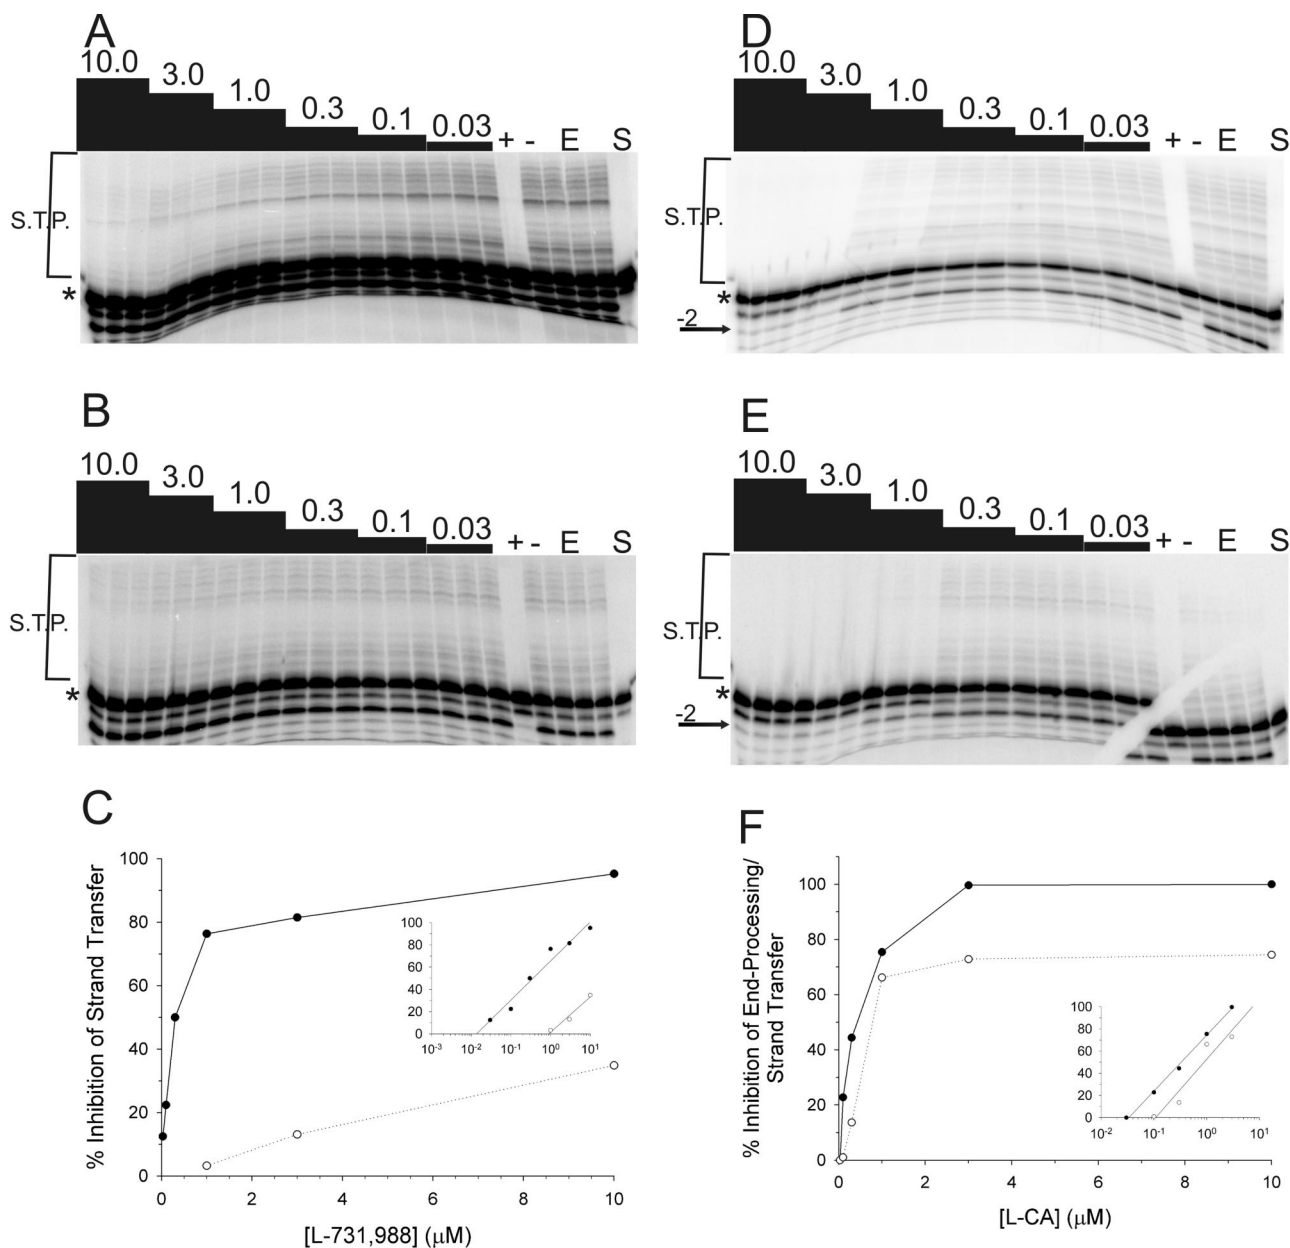 A
10.0
3.0
1.0
0.3
0.1
0.03
+ - E S
S.T.P.
*
D
10.0
3.0
1.0
0.3
0.1
0.03
+ - E S
S.T.P.
*
-2
B
10.0
3.0
1.0
0.3
0.1
0.03
+ - E S
S.T.P.
*
E
10.0
3.0
1.0
0.3
0.1
0.03
+ - E S
S.T.P.
*
-2
C
% Inhibition of Strand Transfer
100
80
60
40
20
0
0 2 4 6 8 10
[L-731,988] (μM)
100
80
60
40
20
0
10-3 10-2 10-1 100 101
F
% Inhibition of End-Processing/
Strand Transfer
100
80
60
40
20
0
0 2 4 6 8 10
[L-CA] (μM)
100
80
60
40
20
0
10-2 10-1 100 101